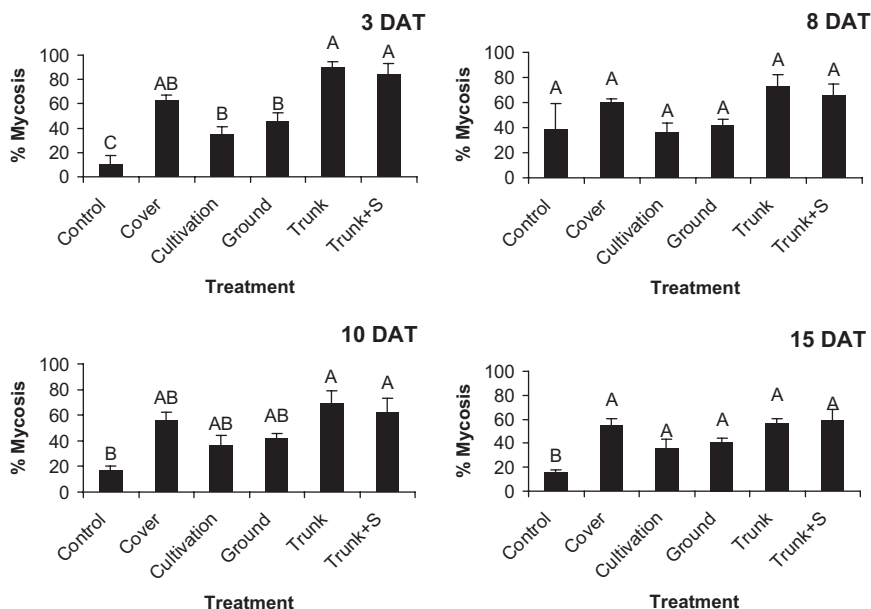 3 DAT
% Mycosis
100
80
60
40
20
0
C
AB
B
B
A
A
Control
Cover
Cultivation
Ground
Trunk
Trunk+S
Treatment
8 DAT
% Mycosis
100
80
60
40
20
0
A
A
A
A
A
A
Control
Cover
Cultivation
Ground
Trunk
Trunk+S
Treatment
10 DAT
% Mycosis
100
80
60
40
20
0
B
AB
AB
AB
A
A
Control
Cover
Cultivation
Ground
Trunk
Trunk+S
Treatment
15 DAT
% Mycosis
100
80
60
40
20
0
B
A
A
A
A
A
Control
Cover
Cultivation
Ground
Trunk
Trunk+S
Treatment